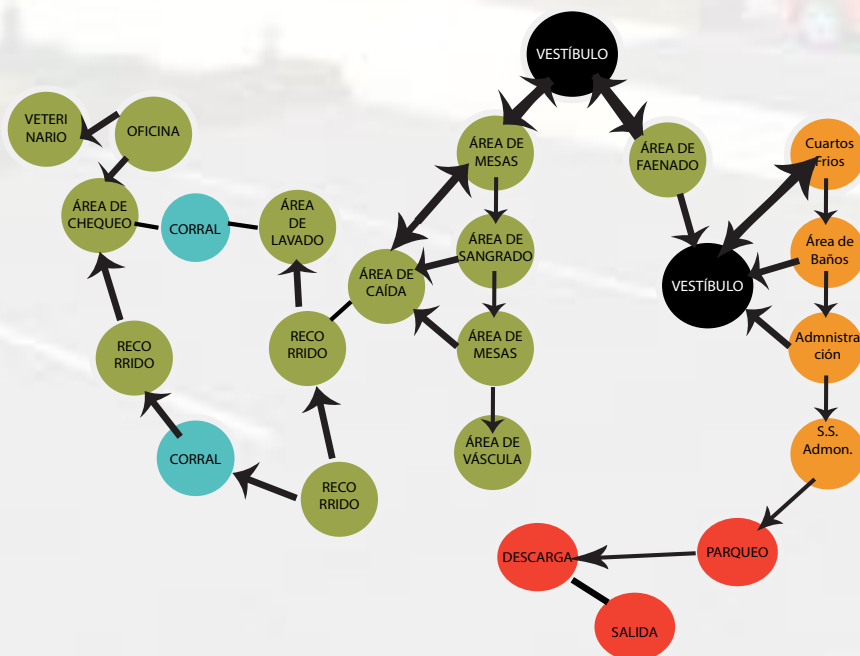 VESTÍBULO
VETERI
NARIO
OFICINA
ÁREA DE
MESAS
ÁREA DE
FAENADO
Cuartos
Frios
ÁREA DE
CHEQUEO
CORRAL
ÁREA
DE
LAVADO
ÁREA DE
SANGRADO
Área de
Baños
ÁREA DE
CAÍDA
VESTÍBULO
RECO
RRIDO
RECO
RRIDO
ÁREA DE
MESAS
Admnistra
ción
CORRAL
ÁREA DE
VÁSCULA
S.S.
Admon.
RECO
RRIDO
DESCARGA
PARQUEO
SALIDA